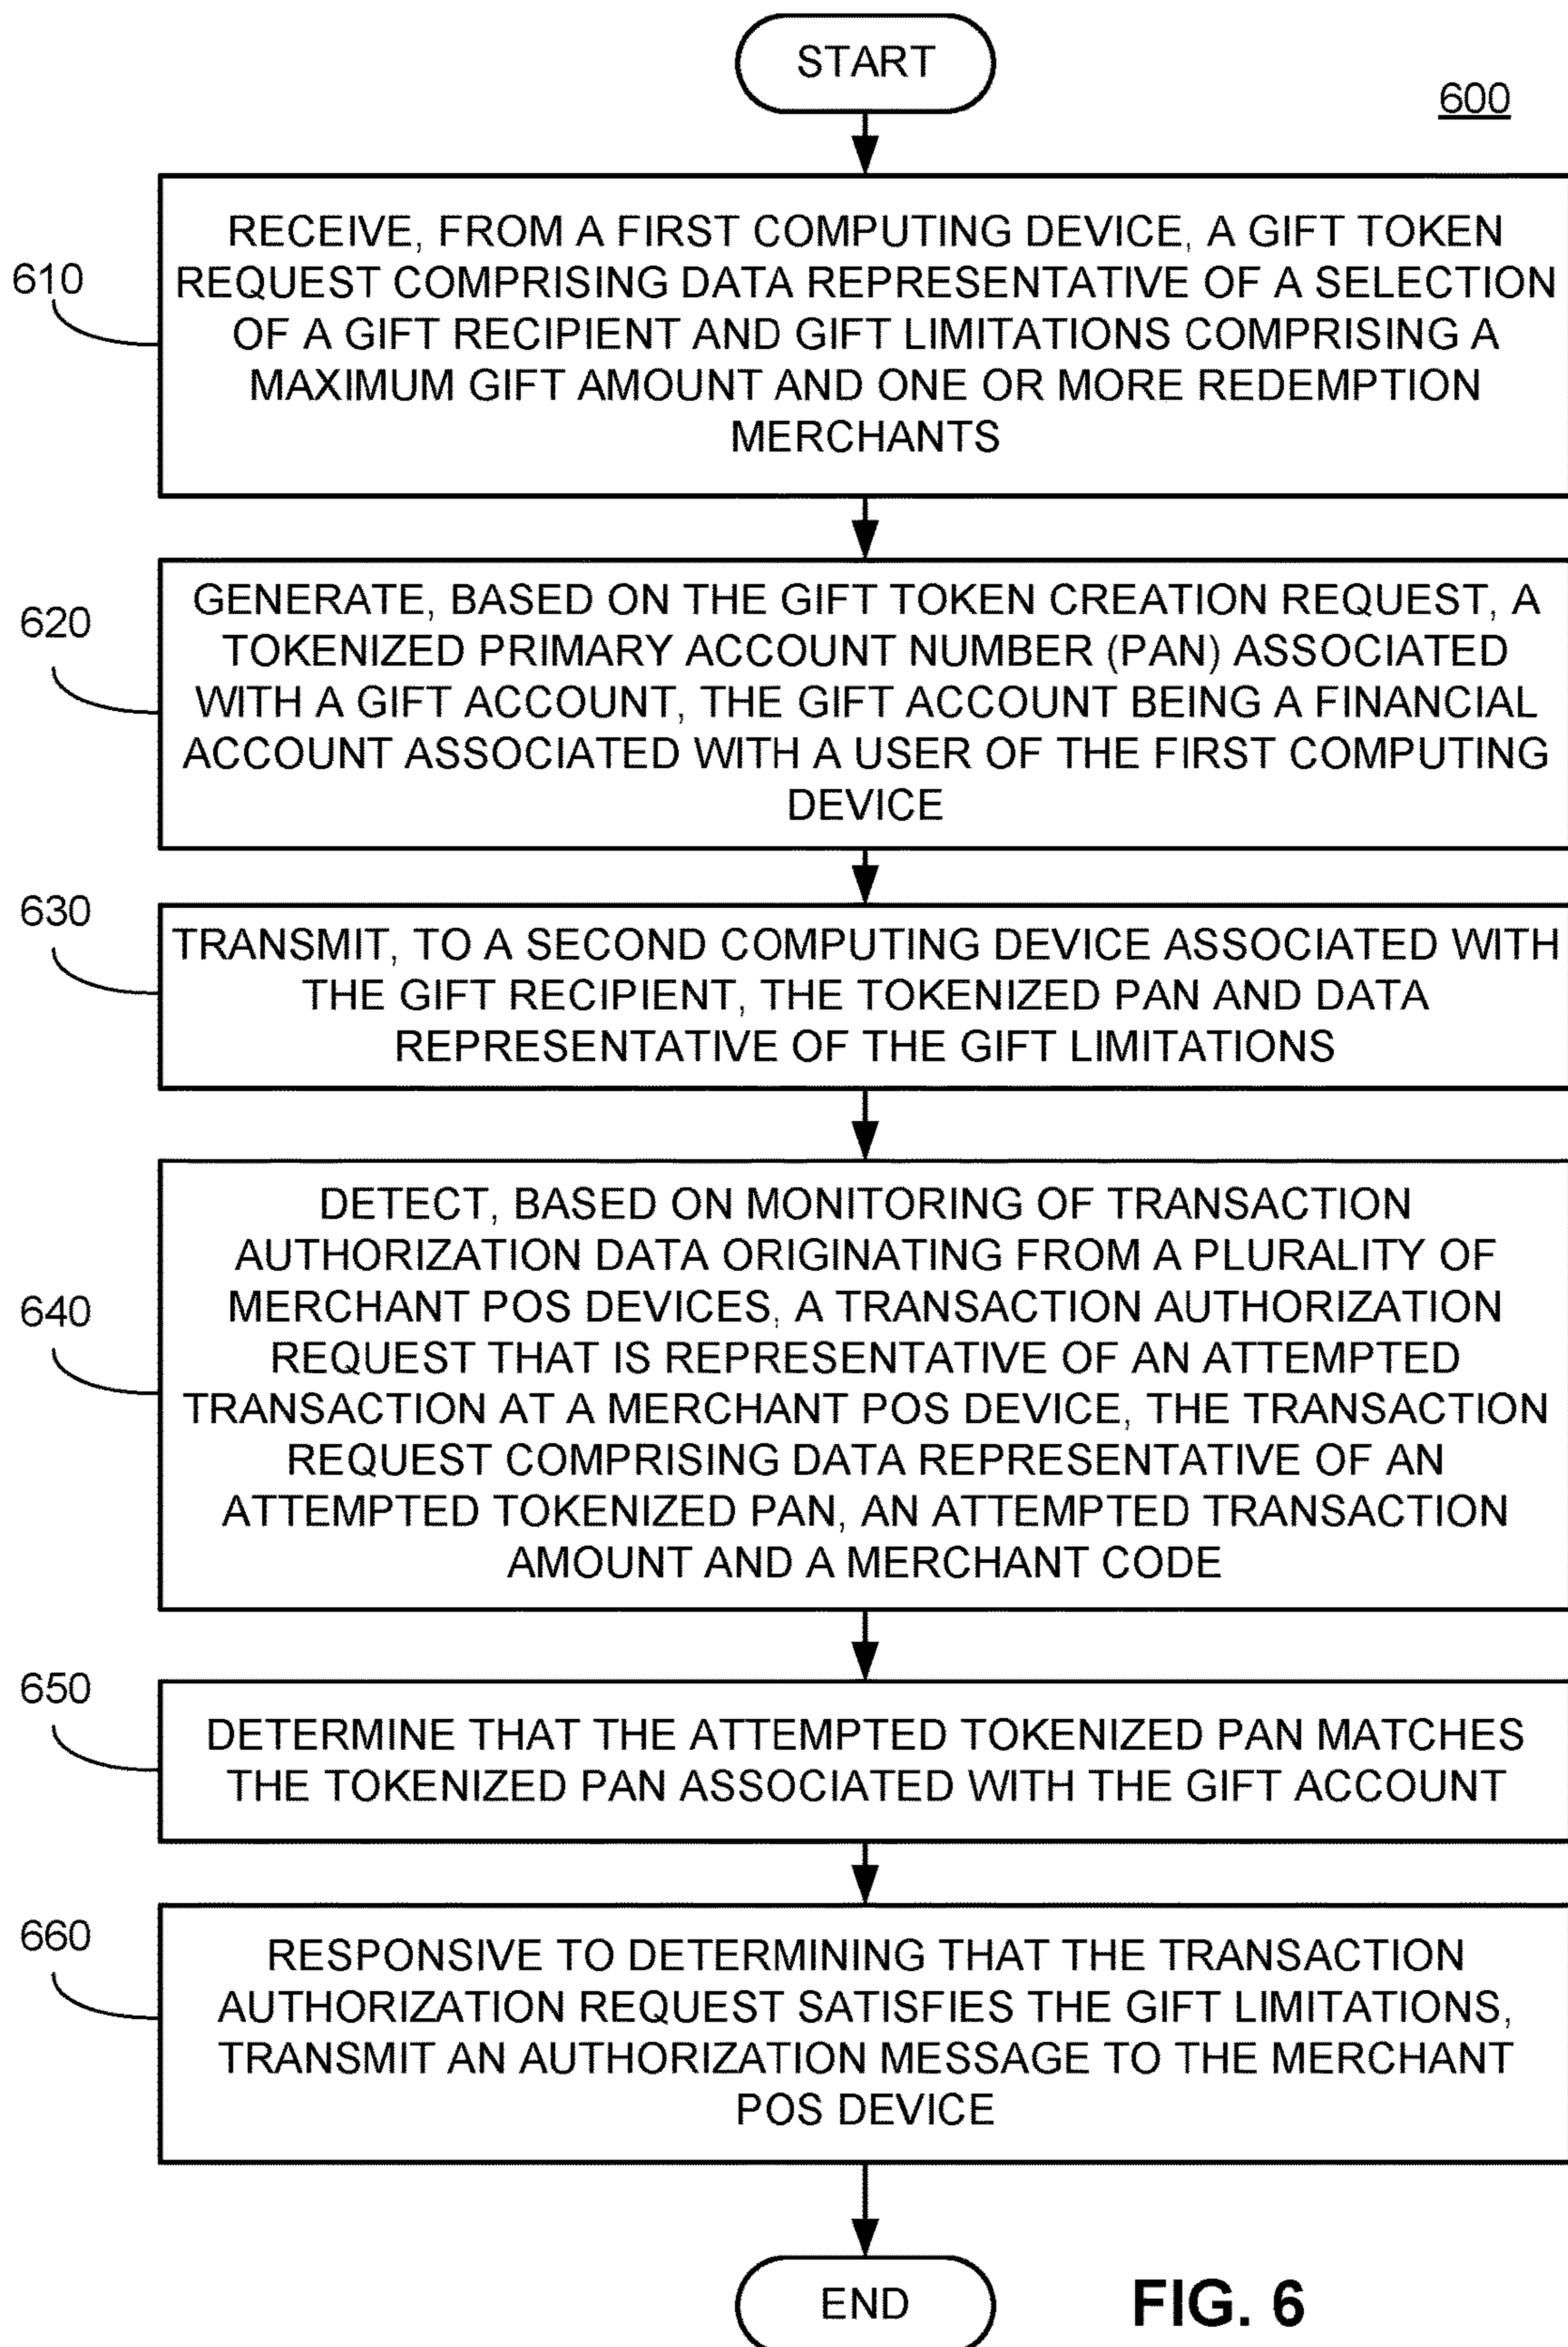 START
600
610
RECEIVE, FROM A FIRST COMPUTING DEVICE, A GIFT TOKEN
REQUEST COMPRISING DATA REPRESENTATIVE OF A SELECTION
OF A GIFT RECIPIENT AND GIFT LIMITATIONS COMPRISING A
MAXIMUM GIFT AMOUNT AND ONE OR MORE REDEMPTION
MERCHANTS
620
GENERATE, BASED ON THE GIFT TOKEN CREATION REQUEST, A
TOKENIZED PRIMARY ACCOUNT NUMBER (PAN) ASSOCIATED
WITH A GIFT ACCOUNT, THE GIFT ACCOUNT BEING A FINANCIAL
ACCOUNT ASSOCIATED WITH A USER OF THE FIRST COMPUTING
DEVICE
630
TRANSMIT, TO A SECOND COMPUTING DEVICE ASSOCIATED WITH
THE GIFT RECIPIENT, THE TOKENIZED PAN AND DATA
REPRESENTATIVE OF THE GIFT LIMITATIONS
640
DETECT, BASED ON MONITORING OF TRANSACTION
AUTHORIZATION DATA ORIGINATING FROM A PLURALITY OF
MERCHANT POS DEVICES, A TRANSACTION AUTHORIZATION
REQUEST THAT IS REPRESENTATIVE OF AN ATTEMPTED
TRANSACTION AT A MERCHANT POS DEVICE, THE TRANSACTION
REQUEST COMPRISING DATA REPRESENTATIVE OF AN
ATTEMPTED TOKENIZED PAN, AN ATTEMPTED TRANSACTION
AMOUNT AND A MERCHANT CODE
650
DETERMINE THAT THE ATTEMPTED TOKENIZED PAN MATCHES
THE TOKENIZED PAN ASSOCIATED WITH THE GIFT ACCOUNT
660
RESPONSIVE TO DETERMINING THAT THE TRANSACTION
AUTHORIZATION REQUEST SATISFIES THE GIFT LIMITATIONS,
TRANSMIT AN AUTHORIZATION MESSAGE TO THE MERCHANT
POS DEVICE
END
FIG. 6